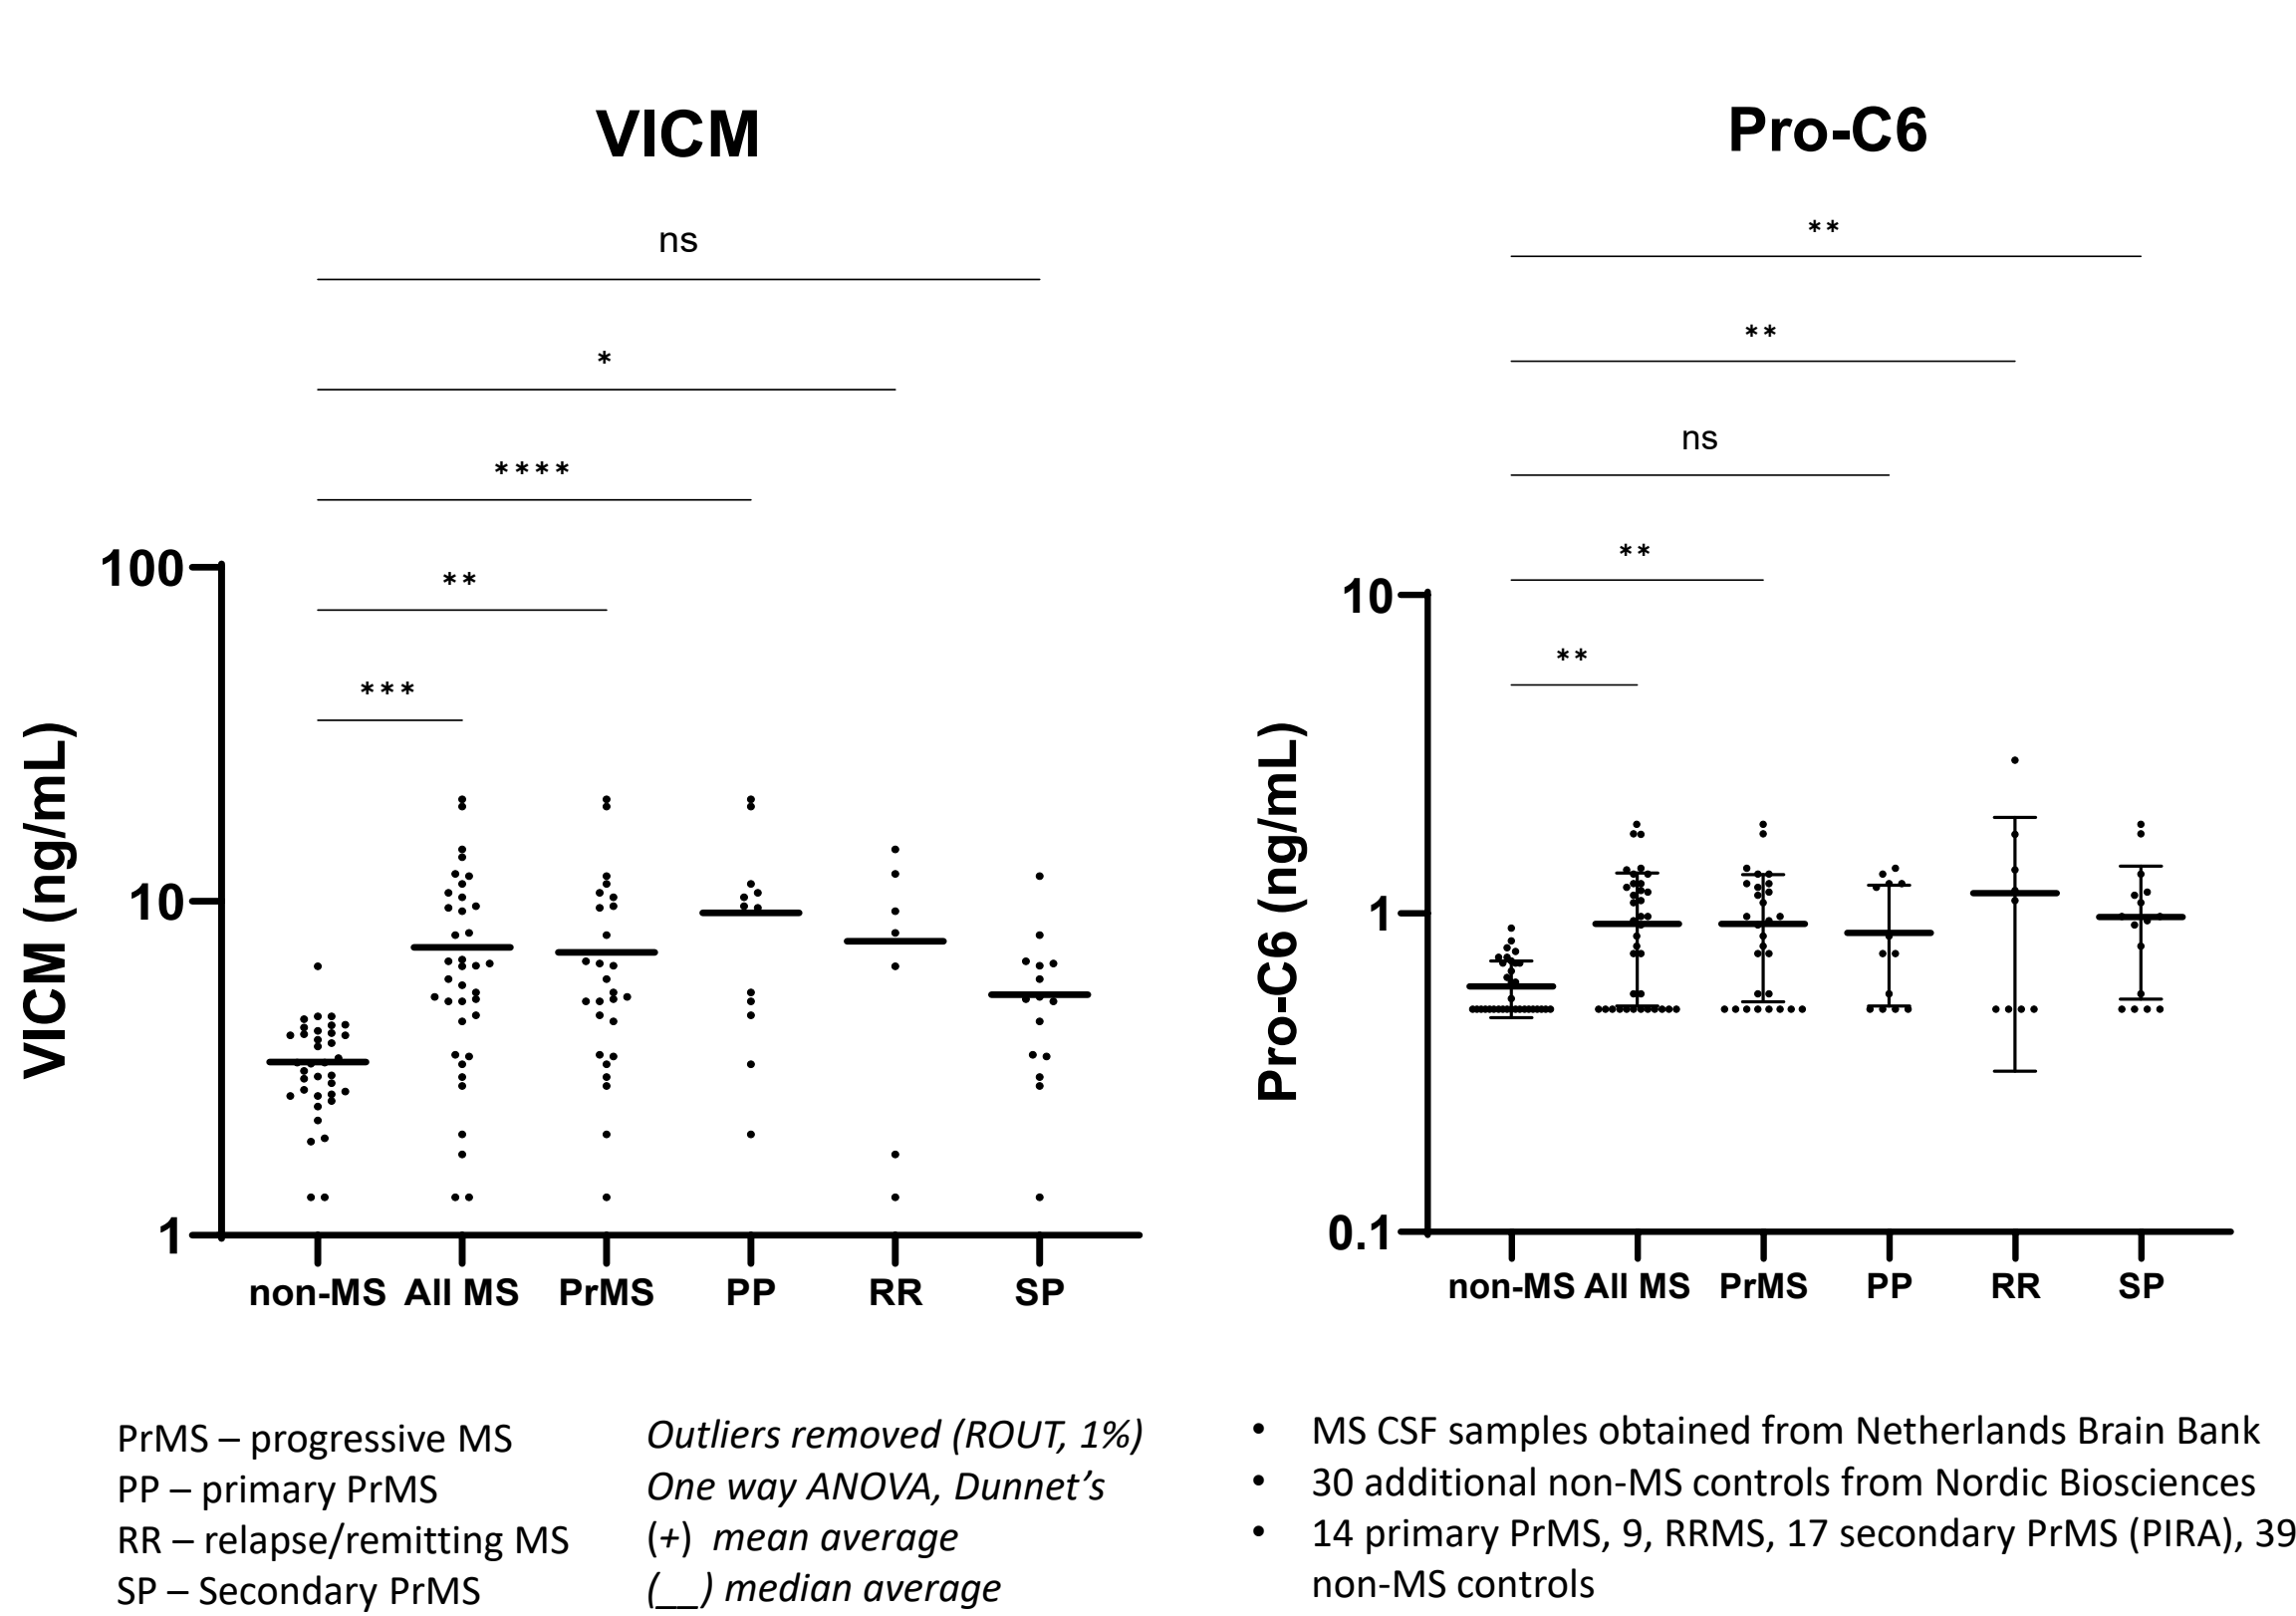 VICM
ns
*
****
**
***
100
10
1
VICM (ng/mL)
non-MS All MS PrMS PP RR SP
Pro-C6
**
**
ns
**
**
10
1
0.1
Pro-C6 (ng/mL)
non-MS All MS PrMS PP RR SP
PrMS – progressive MS
PP – primary PrMS
RR – relapse/remitting MS
SP – Secondary PrMS
Outliers removed (ROUT, 1%)
One way ANOVA, Dunnet’s
(+) mean average
(__) median average
• MS CSF samples obtained from Netherlands Brain Bank
• 30 additional non-MS controls from Nordic Biosciences
• 14 primary PrMS, 9, RRMS, 17 secondary PrMS (PIRA), 39
non-MS controls